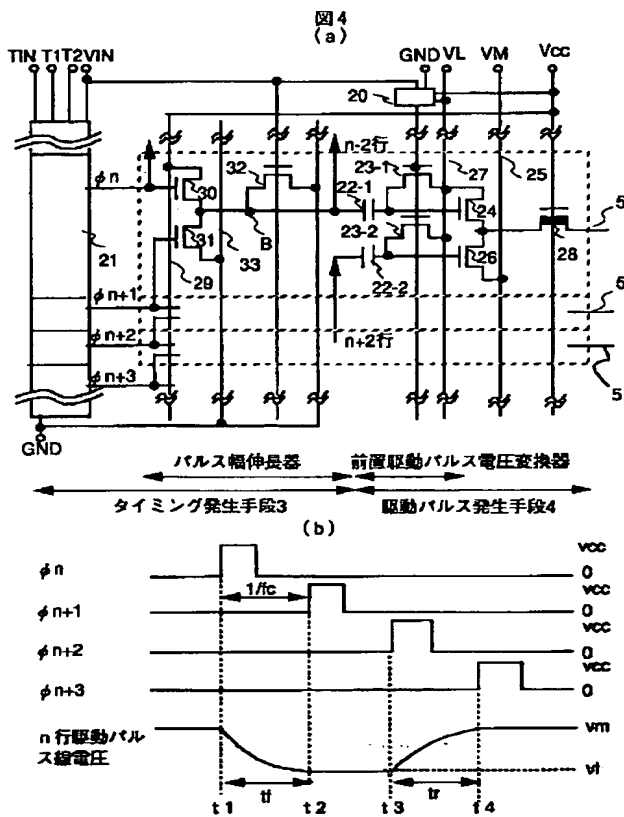 図4
(a)
TIN T1 T2 VIN GND VL VM Vcc
20
n-2行
φn
32
23-1
27
25
22-1
30
24
5
31
B
23-2
21
33
26
28
29
22-2
φn+1
5
φn+2
n+2行
φn+3
5
GND
パルス幅伸長器 前置駆動パルス電圧変換器
タイミング発生手段3 駆動パルス発生手段4
(b)
φn
vcc
0
1/fc
φn+1
vcc
0
φn+2
vcc
0
φn+3
vcc
0
n行駆動パル
ス線電圧
vm
vl
tf
tr
t1 t2 t3 t4